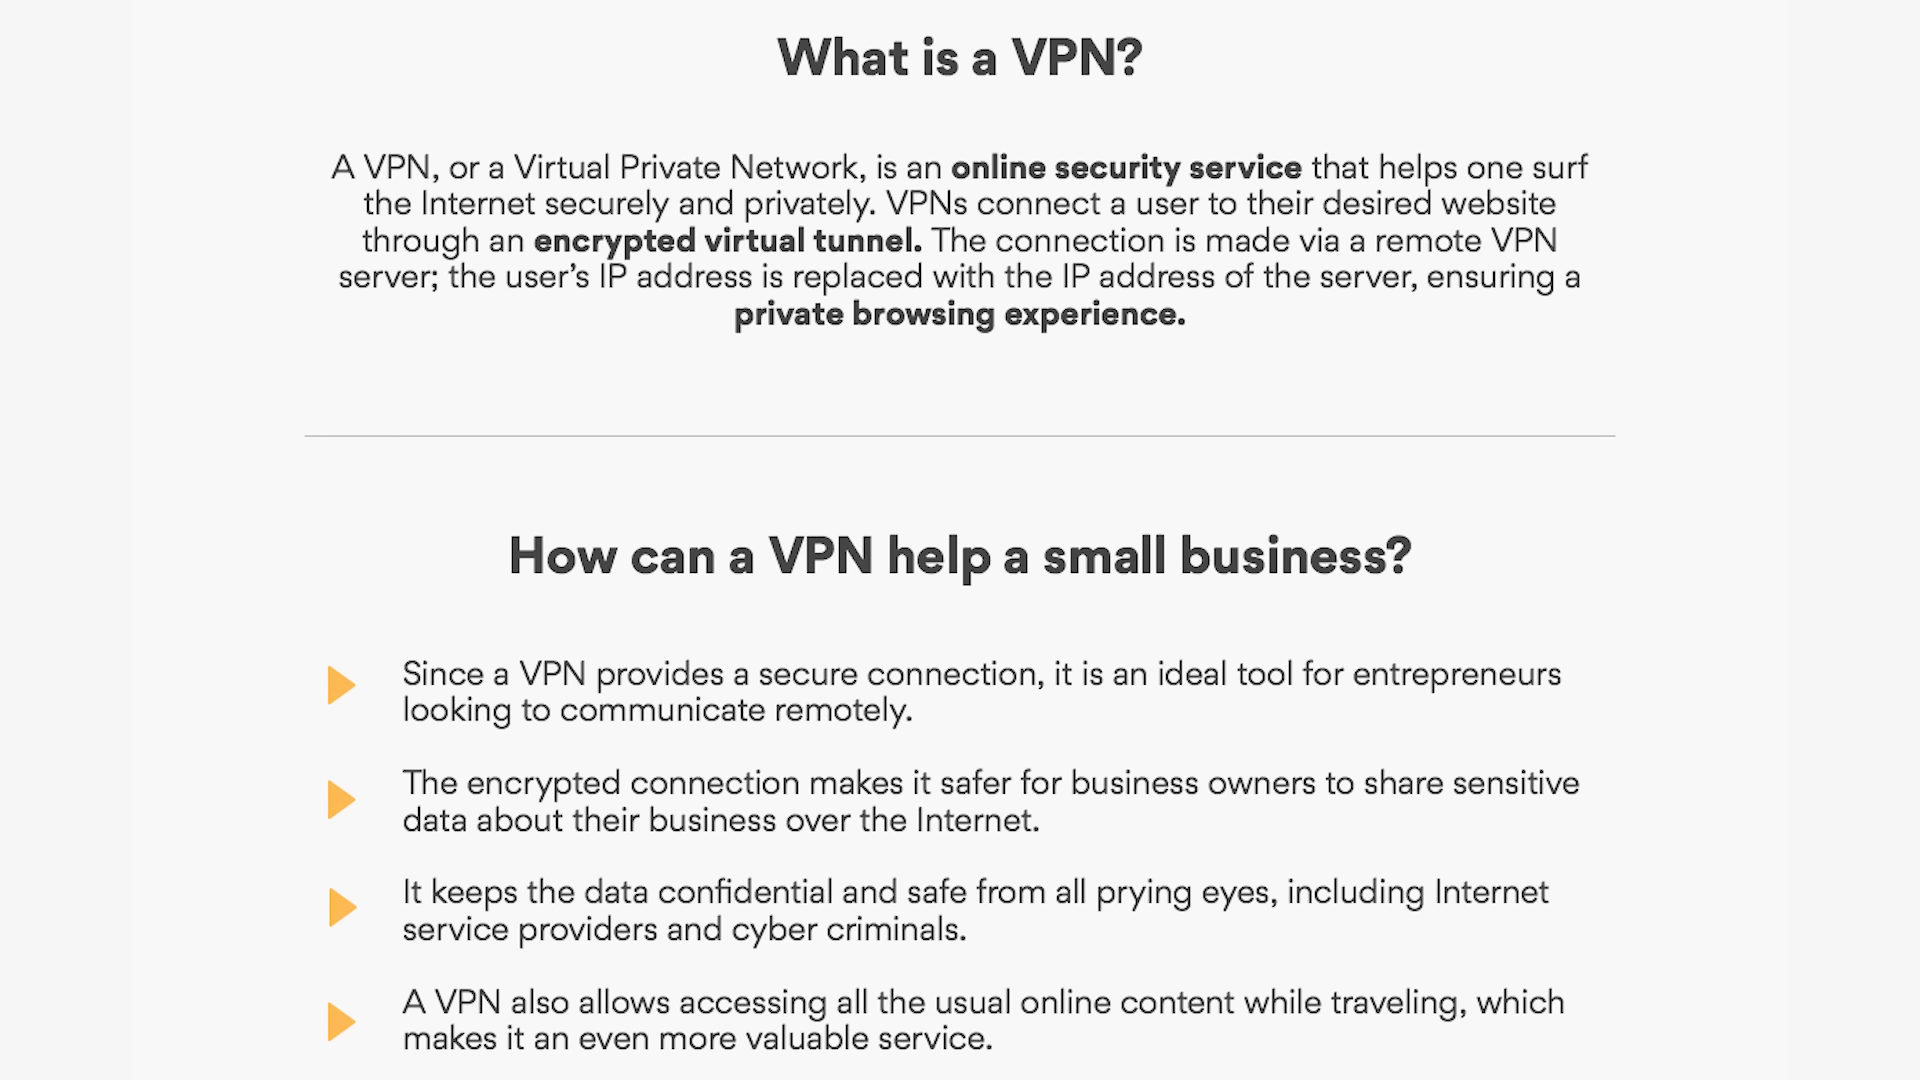 What is a VPN?
A VPN, or a Virtual Private Network, is an online security service that helps one surf
the Internet securely and privately. VPNs connect a user to their desired website
through an encrypted virtual tunnel. The connection is made via a remote VPN
server; the user’s IP address is replaced with the IP address of the server, ensuring a
private browsing experience.
How can a VPN help a small business?
Since a VPN provides a secure connection, it is an ideal tool for entrepreneurs
looking to communicate remotely.
The encrypted connection makes it safer for business owners to share sensitive
data about their business over the Internet.
It keeps the data confidential and safe from all prying eyes, including Internet
service providers and cyber criminals.
A VPN also allows accessing all the usual online content while traveling, which
makes it an even more valuable service.